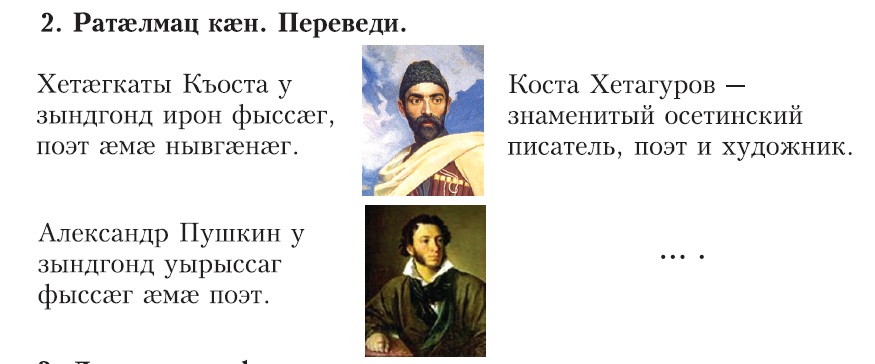 2. Ратæлмац кæн. Переведи.
Хетæгкаты Къоста у
зындгонд ирон фыссæг,
поэт æмæ нывгæнæг.
Коста Хетагуров —
знаменитый осетинский
писатель, поэт и художник.
Александр Пушкин у
зындгонд уырыссаг
фыссæг æмæ поэт.
... .